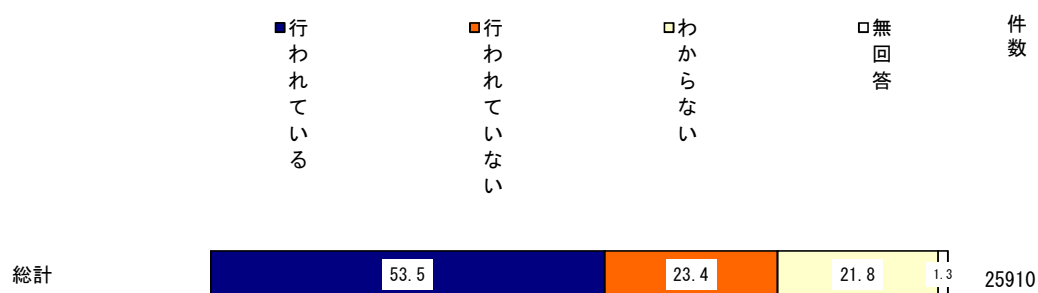 行われている
行われていない
わからない
無回答
件数
総計
53.5
23.4
21.8
1.3
25910